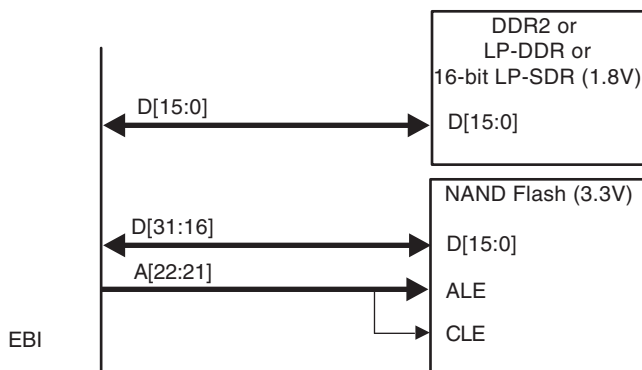 DDR2 or
LP-DDR or
16-bit LP-SDR (1.8V)
D[15:0]
D[15:0]
NAND Flash (3.3V)
D[31:16]
D[15:0]
A[22:21]
ALE
EBI
CLE